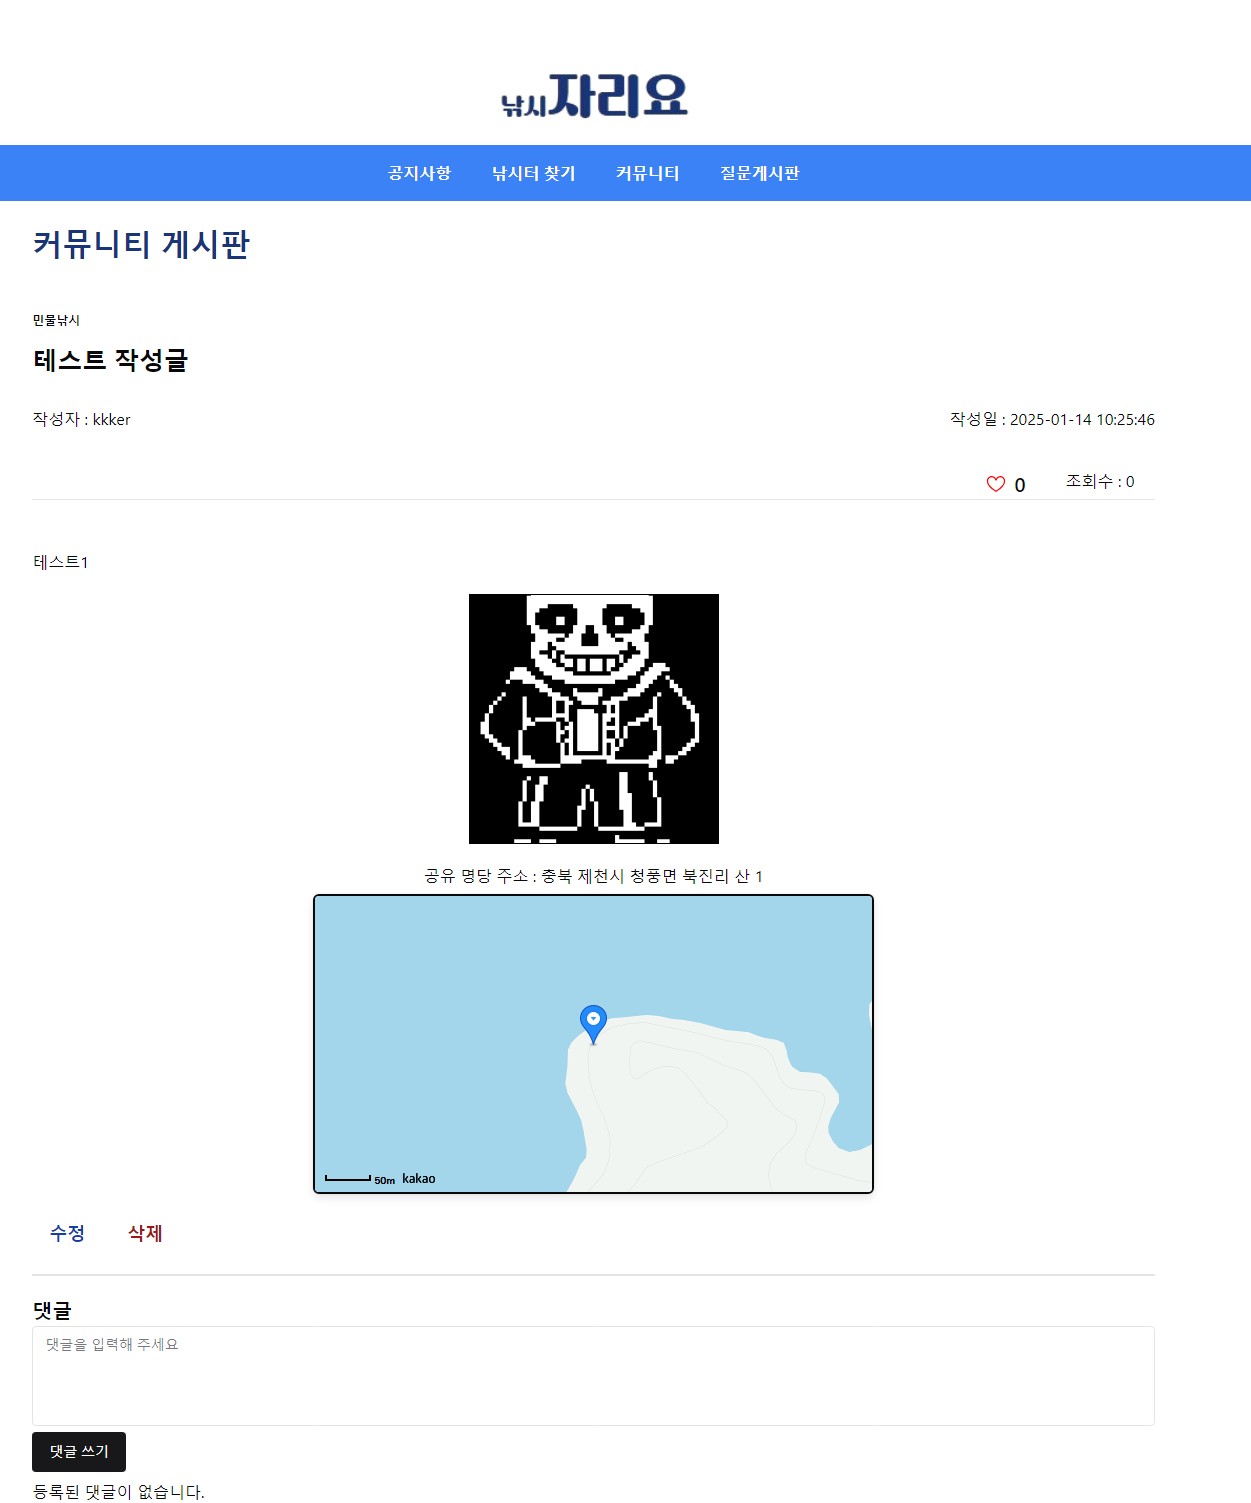 낚시자리요
공지사항 낚시터 찾기 커뮤니티 질문게시판
커뮤니티 게시판
민물낚시
테스트 작성글
작성자 : kkker 작성일 : 2025-01-14 10:25:46
0 조회수 : 0
테스트1
공유 명당 주소 : 충북 제천시 청풍면 북진리 산 1
50m kakao
수정 삭제
댓글
댓글을 입력해 주세요
댓글 쓰기
등록된 댓글이 없습니다.